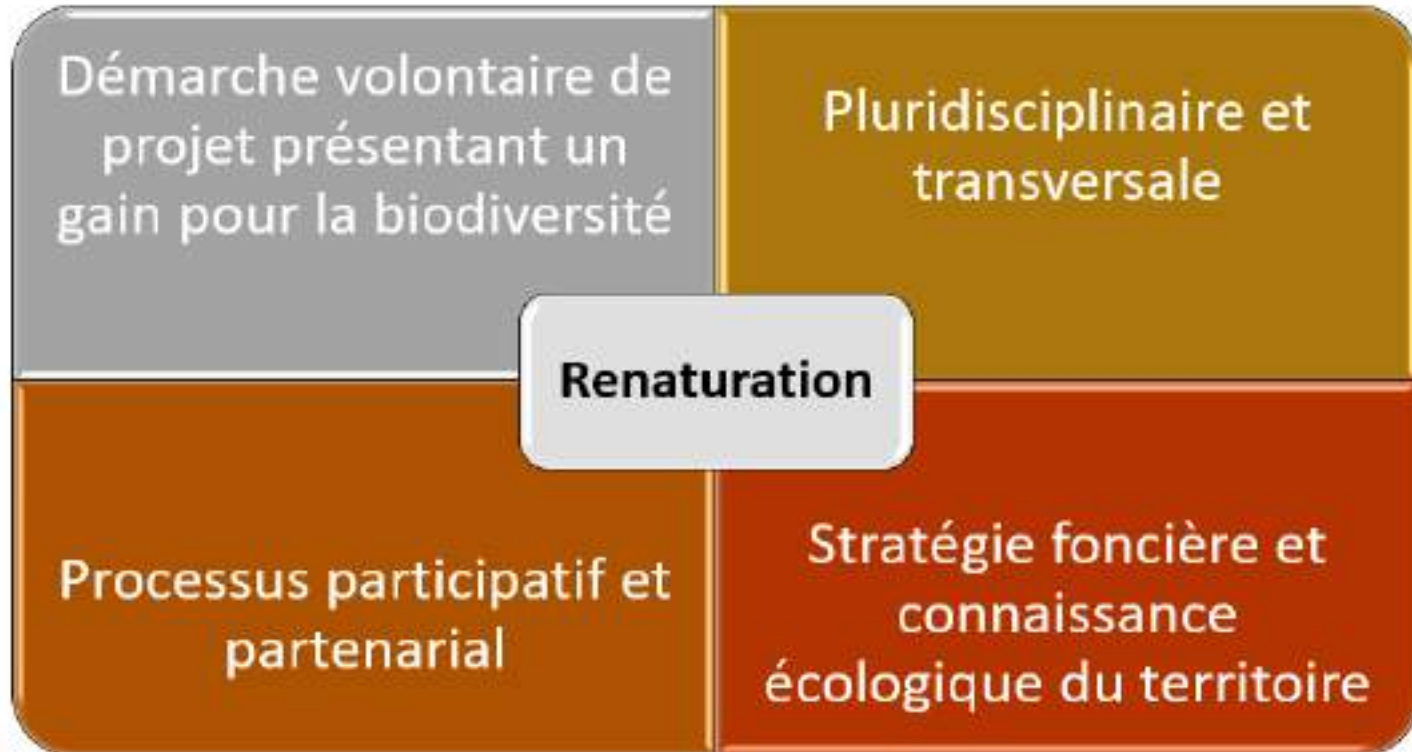 Démarche volontaire de
projet présentant un
gain pour la biodiversité
Pluridisciplinaire et
transversale
Renaturation
Processus participatif et
partenarial
Stratégie foncière et
connaissance
écologique du territoire